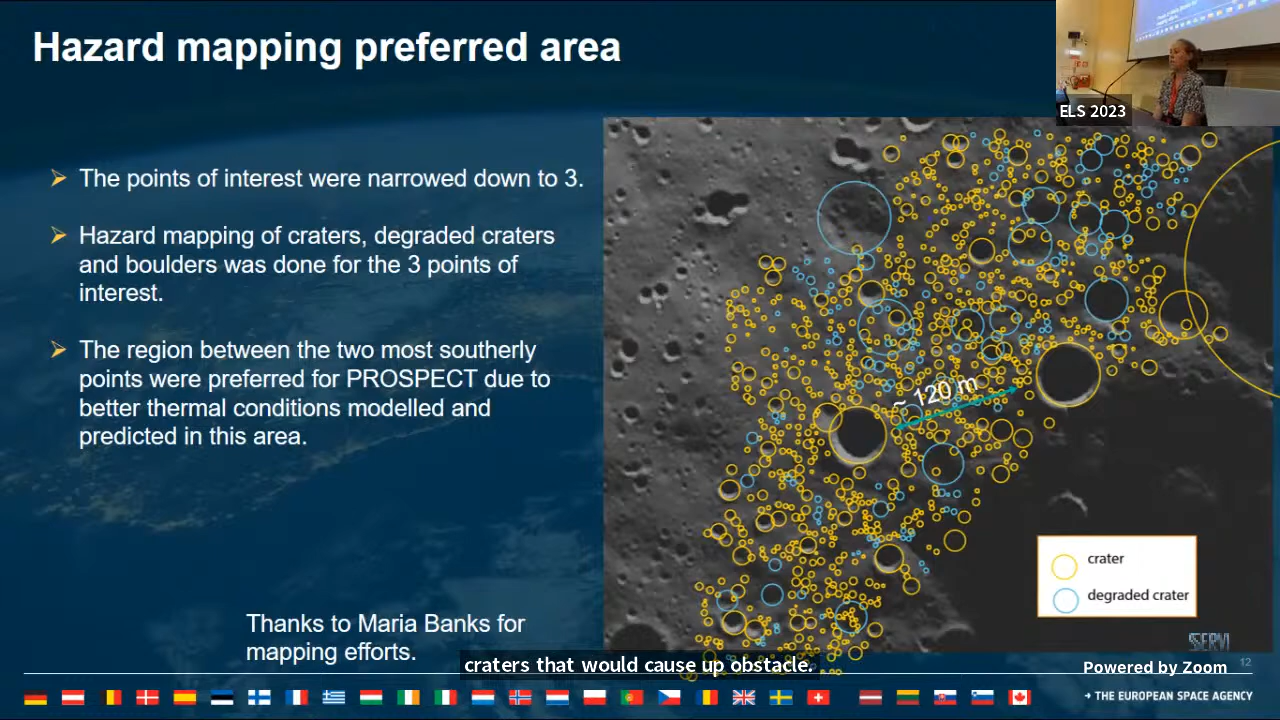 Hazard mapping preferred area
ELS 2023
The points of interest were narrowed down to 3.
Hazard mapping of craters, degraded craters
and boulders was done for the 3 points of
interest.
The region between the two most southerly
points were preferred for PROSPECT due to
better thermal conditions modelled and
predicted in this area.
~ 120 m
crater
degraded crater
Thanks to Maria Banks for
mapping efforts.
SSERVI
craters that would cause up obstacle.
Powered by Zoom
12
→ THE EUROPEAN SPACE AGENCY